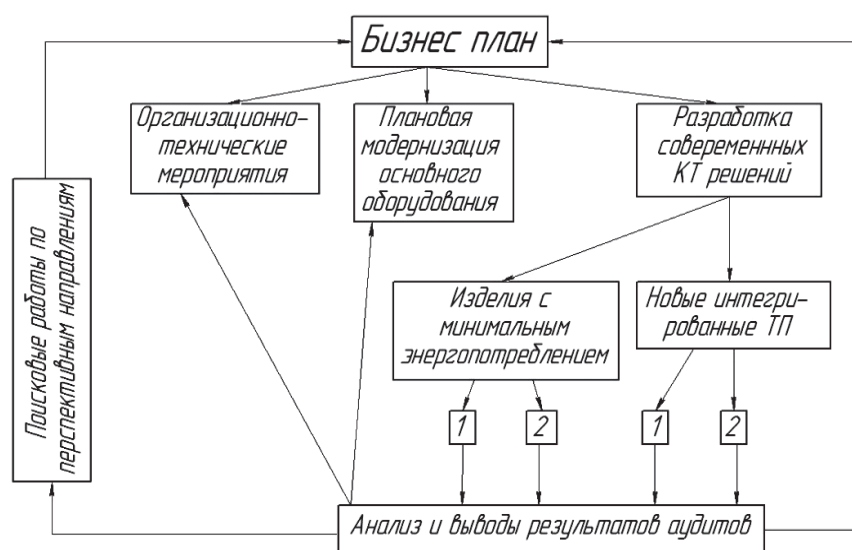 Бизнес план
Организационно-
технические
мероприятия
Плановая
модернизация
основного
оборудования
Разработка
совеременнных
КТ решений
Поисковые работы по
перспективным направлениям
Изделия с
минимальным
энергопотреблением
Новые интегри-
рованные ТП
1
2
1
2
Анализ и выводы результатов аудитов